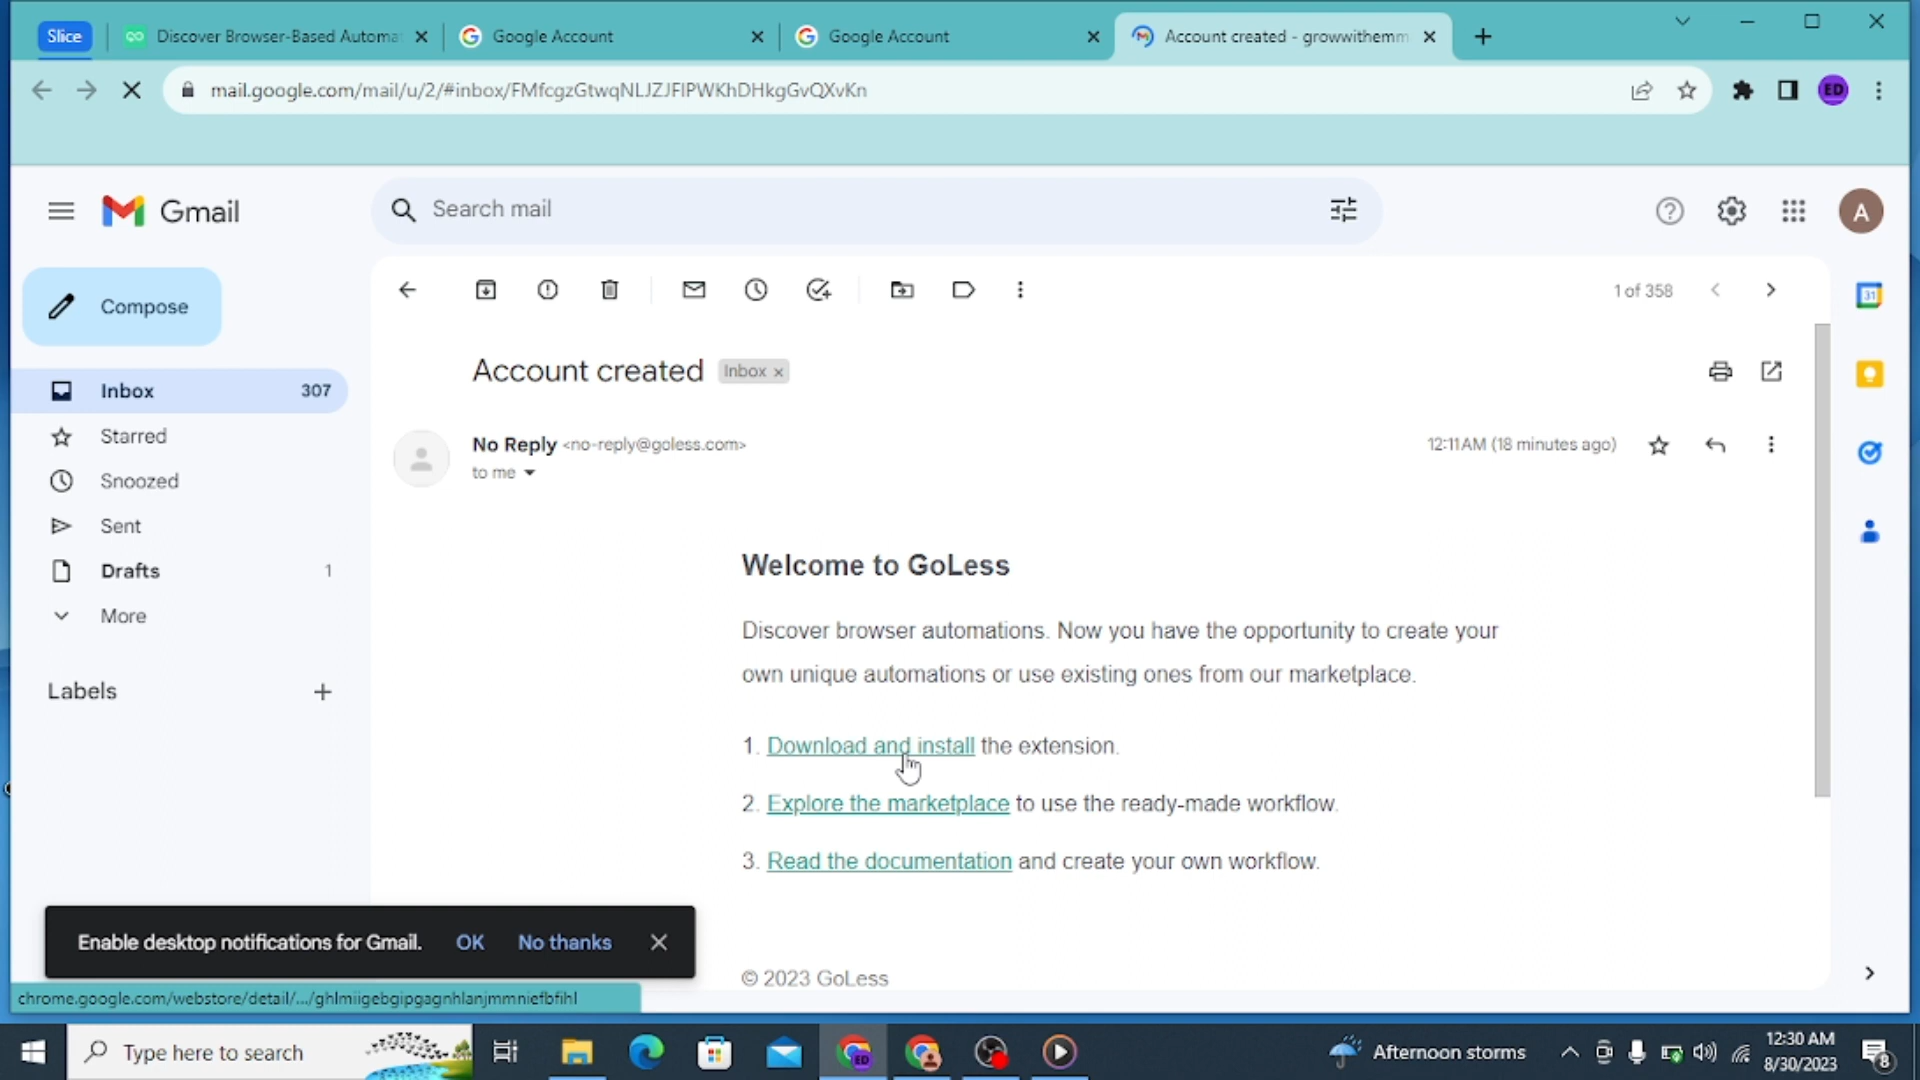 Slice
Discover Browser-Based Automa
Google Account
Google Account
Account created - growwithemm
mail.google.com/mail/u/2/#inbox/FMfcgzGtwqNLJZJFlPWKhDHkgGvQXvKn
ED
Gmail
Search mail
A
Compose
1 of 358
31
Account created
Inbox ×
Inbox 307
Starred
Snoozed
Sent
Drafts 1
More
Labels
No Reply <no-reply@goless.com>
12:11 AM (18 minutes ago)
to me
Welcome to GoLess
Discover browser automations. Now you have the opportunity to create your
own unique automations or use existing ones from our marketplace.
1. Download and install the extension.
2. Explore the marketplace to use the ready-made workflow.
3. Read the documentation and create your own workflow.
Enable desktop notifications for Gmail. OK No thanks
© 2023 GoLess
chrome.google.com/webstore/detail/.../ghlmiigebgipgagnhlanjmmniefbfihl
Type here to search
ED
Afternoon storms
12:30 AM
8/30/2023
8